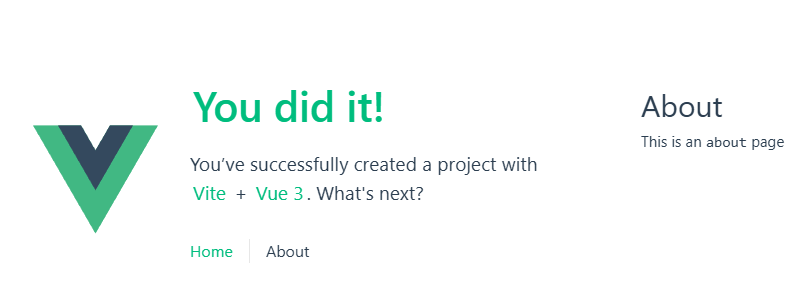 You did it!
You’ve successfully created a project with
Vite + Vue 3. What's next?
Home About
About
This is an about page